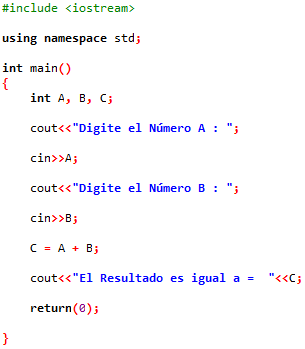 #include <iostream>
using namespace std;
int main()
{
int A, B, C;
cout<<"Digite el Número A : ";
cin>>A;
cout<<"Digite el Número B : ";
cin>>B;
C = A + B;
cout<<"El Resultado es igual a =  "<<C;
return(0);
}